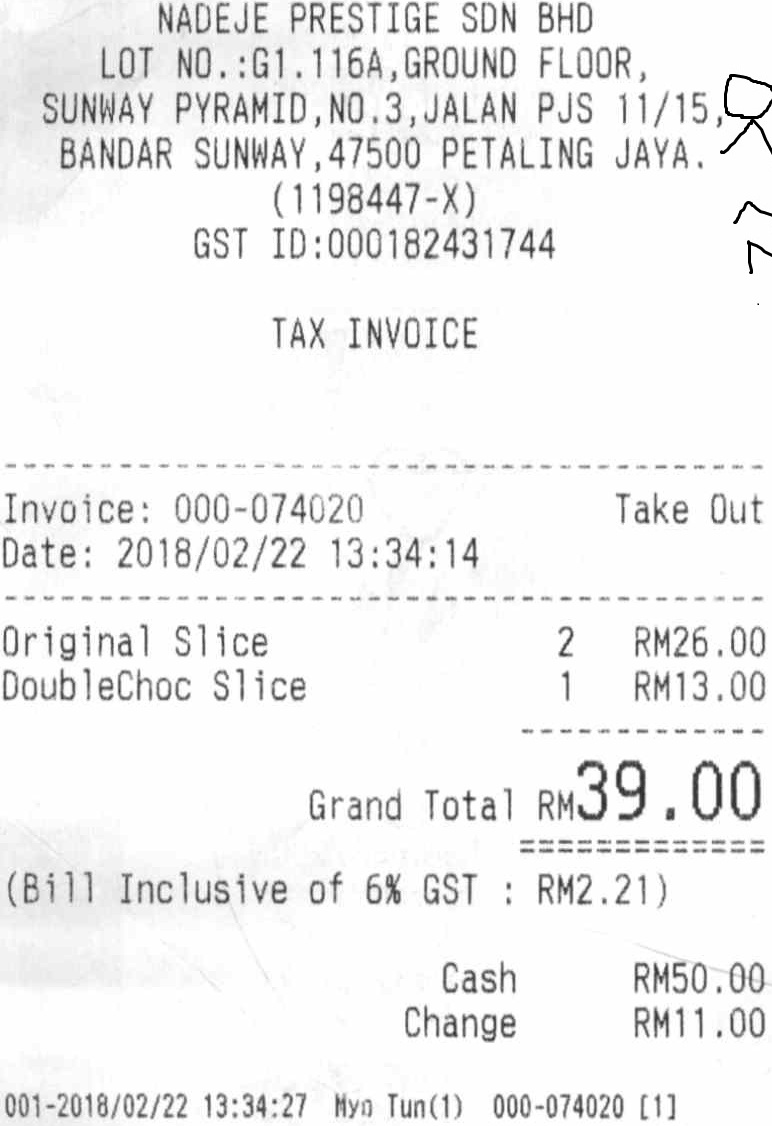 NADEJE PRESTIGE SDN BHD
LOT NO.:G1.116A,GROUND FLOOR,
SUNWAY PYRAMID,NO.3,JALAN PJS 11/15,
BANDAR SUNWAY,47500 PETALING JAYA.
(1198447-X)
GST ID:000182431744
TAX INVOICE
Invoice: 000-074020 Take Out
Date: 2018/02/22 13:34:14
Original Slice 2 RM26.00
DoubleChoc Slice 1 RM13.00
Grand Total RM39.00
(Bill Inclusive of 6% GST : RM2.21)
Cash RM50.00
Change RM11.00
001-2018/02/22 13:34:27 Myo Tun(1) 000-074020 [1]